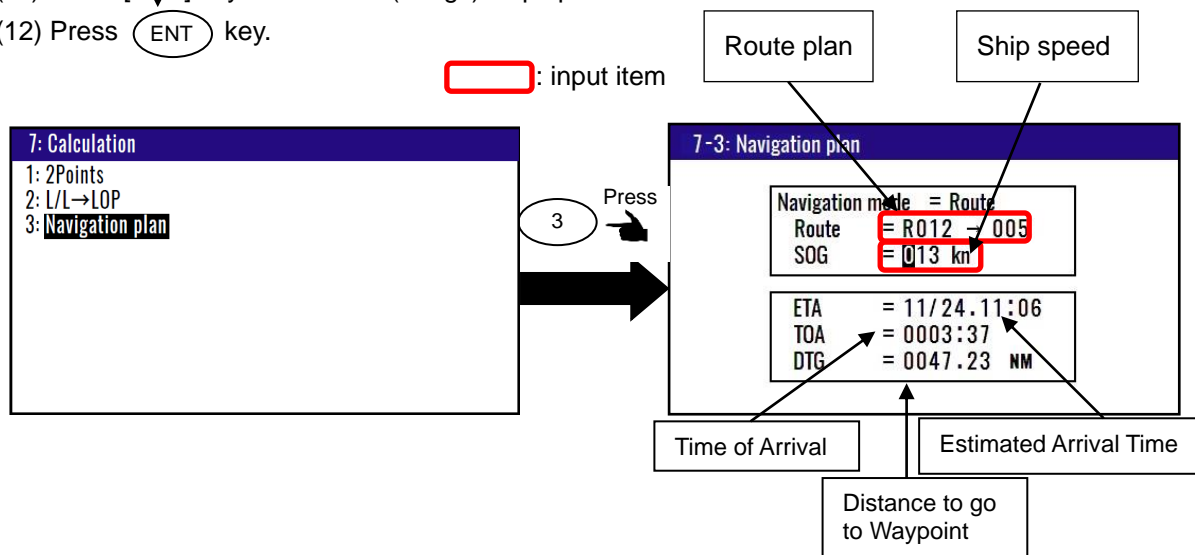 (12) Press ENT key.
: input item
Route plan
Ship speed
7: Calculation
1: 2Points
2: L/L→LOP
3: Navigation plan
3
Press
7-3: Navigation plan
Navigation mode = Route
Route = R012 → 005
SOG = 013 kn
ETA = 11/24.11:06
TOA = 0003:37
DTG = 0047.23 NM
Time of Arrival
Estimated Arrival Time
Distance to go
to Waypoint